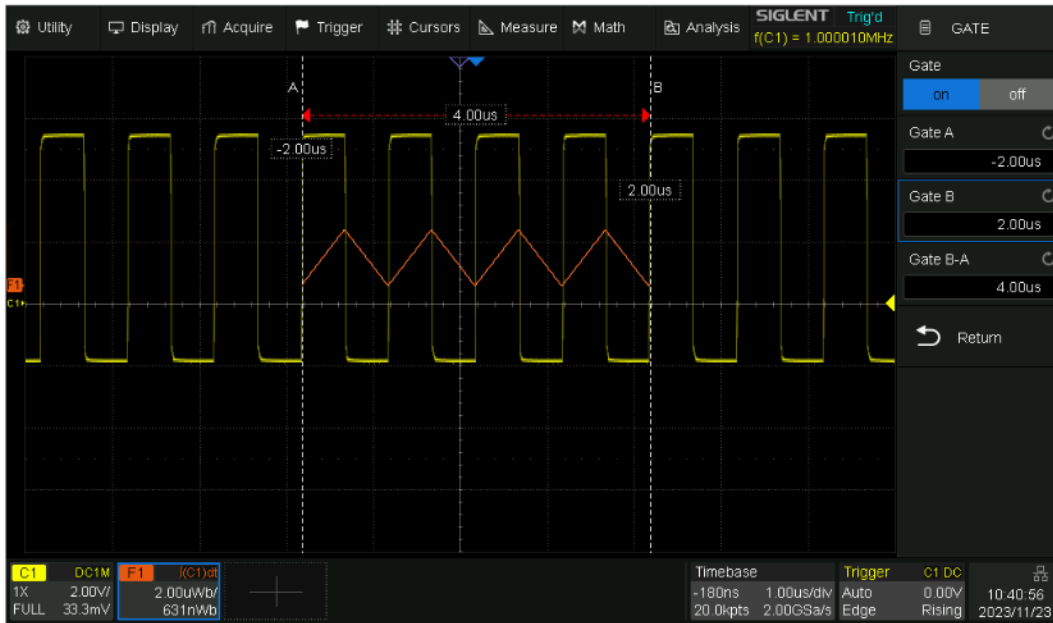 Utility Display Acquire Trigger Cursors Measure Math Analysis SIGLENT Trig'd
f(C1) = 1.000010MHz
GATE
Gate
on off
Gate A
-2.00us
Gate B
2.00us
Gate B-A
4.00us
Return
A B
4.00us
-2.00us
2.00us
F1
C1
C1 DC1M
1X 2.00V/
FULL 33.3mV
F1 ∫(C1)dt
2.00uWb/
631nWb
Timebase
-180ns 1.00us/div
20.0kpts 2.00GSa/s
Trigger C1 DC
Auto 0.00V
Edge Rising
10:40:56
2023/11/23